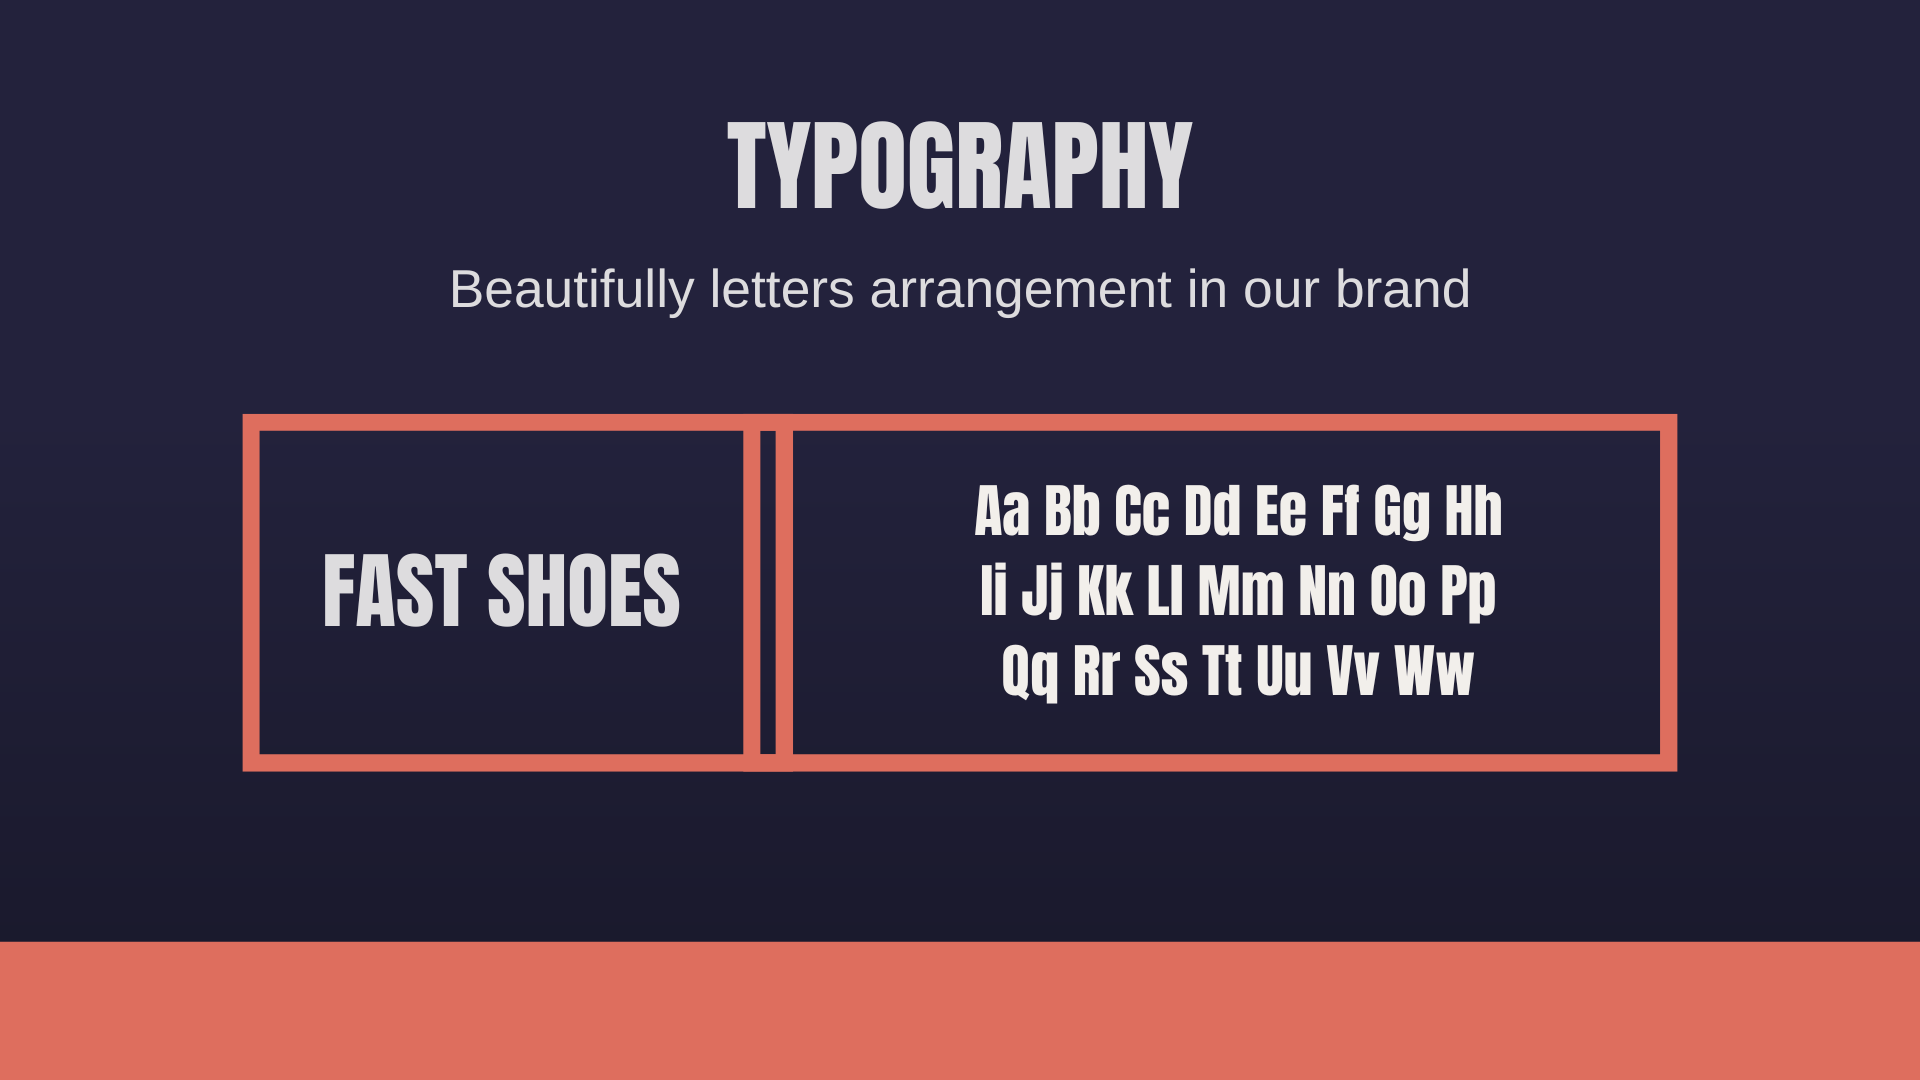 TYPOGRAPHY
Beautifully letters arrangement in our brand
FAST SHOES
Aa Bb Cc Dd Ee Ff Gg Hh
Ii Jj Kk Ll Mm Nn Oo Pp
Qq Rr Ss Tt Uu Vv Ww